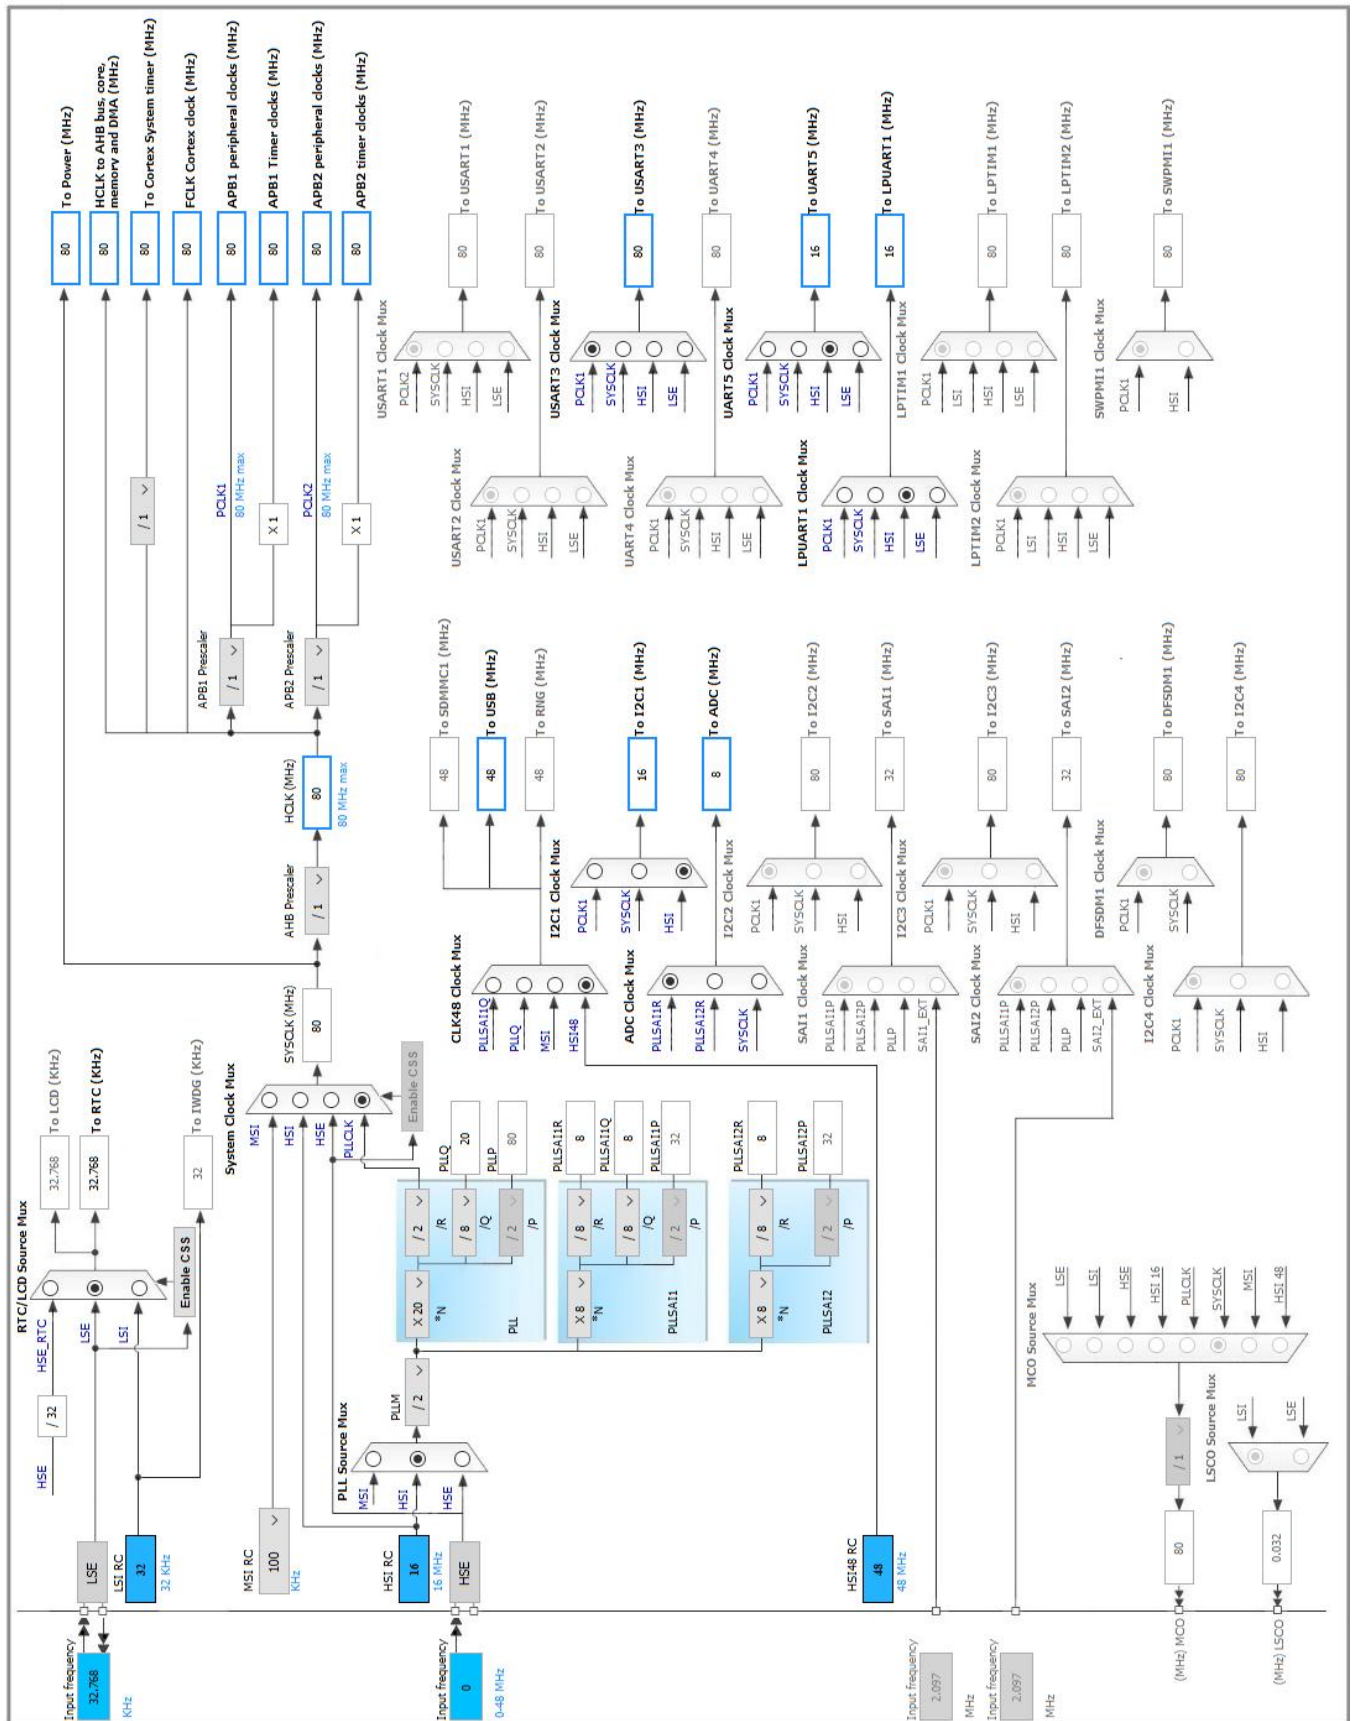 RTC/LCD Source Mux
HSE
/ 32
HSE_RTC
LSE
LSI
Enable CSS
32.768
To LCD (KHz)
32.768
To RTC (KHz)
32
To IWDG (KHz)
Input frequency
32.768
KHz
LSE
LSI RC
32
32 KHz
MSI RC
100
KHz
HSI RC
16
16 MHz
Input frequency
0
0-48 MHz
HSE
HSI48 RC
48
48 MHz
Input frequency
2.097
MHz
Input frequency
2.097
MHz
PLL Source Mux
MSI
HSI
HSE
PLLM
/ 2
X 20
*N
/ 2
/R
/ 8
/Q
/ 2
/P
PLL
PLLQ
20
PLLP
80
X 8
*N
/ 8
/R
/ 8
/Q
/ 2
/P
PLLSAI1
PLLSAI1R
8
PLLSAI1Q
8
PLLSAI1P
32
X 8
*N
/ 8
/R
/ 2
/P
PLLSAI2
PLLSAI2R
8
PLLSAI2P
32
System Clock Mux
MSI
HSI
HSE
PLLCLK
Enable CSS
SYSCLK (MHz)
80
AHB Prescaler
/ 1
HCLK (MHz)
80
80 MHz max
APB1 Prescaler
/ 1
APB2 Prescaler
/ 1
/ 1
PCLK1
80 MHz max
X 1
PCLK2
80 MHz max
X 1
80
To Power (MHz)
80
HCLK to AHB bus, core,
memory and DMA (MHz)
80
To Cortex System timer (MHz)
80
FCLK Cortex clock (MHz)
80
APB1 peripheral clocks (MHz)
80
APB1 Timer clocks (MHz)
80
APB2 peripheral clocks (MHz)
80
APB2 timer clocks (MHz)
CLK48 Clock Mux
PLLSAI1Q
PLLQ
MSI
HSI48
48
To SDMMC1 (MHz)
48
To USB (MHz)
48
To RNG (MHz)
I2C1 Clock Mux
PCLK1
SYSCLK
HSI
16
To I2C1 (MHz)
ADC Clock Mux
PLLSAI1R
PLLSAI2R
SYSCLK
8
To ADC (MHz)
I2C2 Clock Mux
PCLK1
SYSCLK
HSI
80
To I2C2 (MHz)
SAI1 Clock Mux
PLLSAI1P
PLLSAI2P
PLLP
SAI1_EXT
32
To SAI1 (MHz)
I2C3 Clock Mux
PCLK1
SYSCLK
HSI
80
To I2C3 (MHz)
SAI2 Clock Mux
PLLSAI1P
PLLSAI2P
PLLP
SAI2_EXT
32
To SAI2 (MHz)
DFSDM1 Clock Mux
PCLK1
SYSCLK
80
To DFSDM1 (MHz)
I2C4 Clock Mux
PCLK1
SYSCLK
HSI
80
To I2C4 (MHz)
USART1 Clock Mux
PCLK2
SYSCLK
HSI
LSE
80
To USART1 (MHz)
USART2 Clock Mux
PCLK1
SYSCLK
HSI
LSE
80
To USART2 (MHz)
USART3 Clock Mux
PCLK1
SYSCLK
HSI
LSE
80
To USART3 (MHz)
UART4 Clock Mux
PCLK1
SYSCLK
HSI
LSE
80
To UART4 (MHz)
UART5 Clock Mux
PCLK1
SYSCLK
HSI
LSE
16
To UART5 (MHz)
LPUART1 Clock Mux
PCLK1
SYSCLK
HSI
LSE
16
To LPUART1 (MHz)
LPTIM1 Clock Mux
PCLK1
LSI
HSI
LSE
80
To LPTIM1 (MHz)
LPTIM2 Clock Mux
PCLK1
LSI
HSI
LSE
80
To LPTIM2 (MHz)
SWPMI1 Clock Mux
PCLK1
HSI
80
To SWPMI1 (MHz)
MCO Source Mux
LSE
LSI
HSE
HSI 16
PLLCLK
SYSCLK
MSI
HSI 48
/ 1
80
(MHz) MCO
LSCO Source Mux
LSI
LSE
0.032
(MHz) LSCO